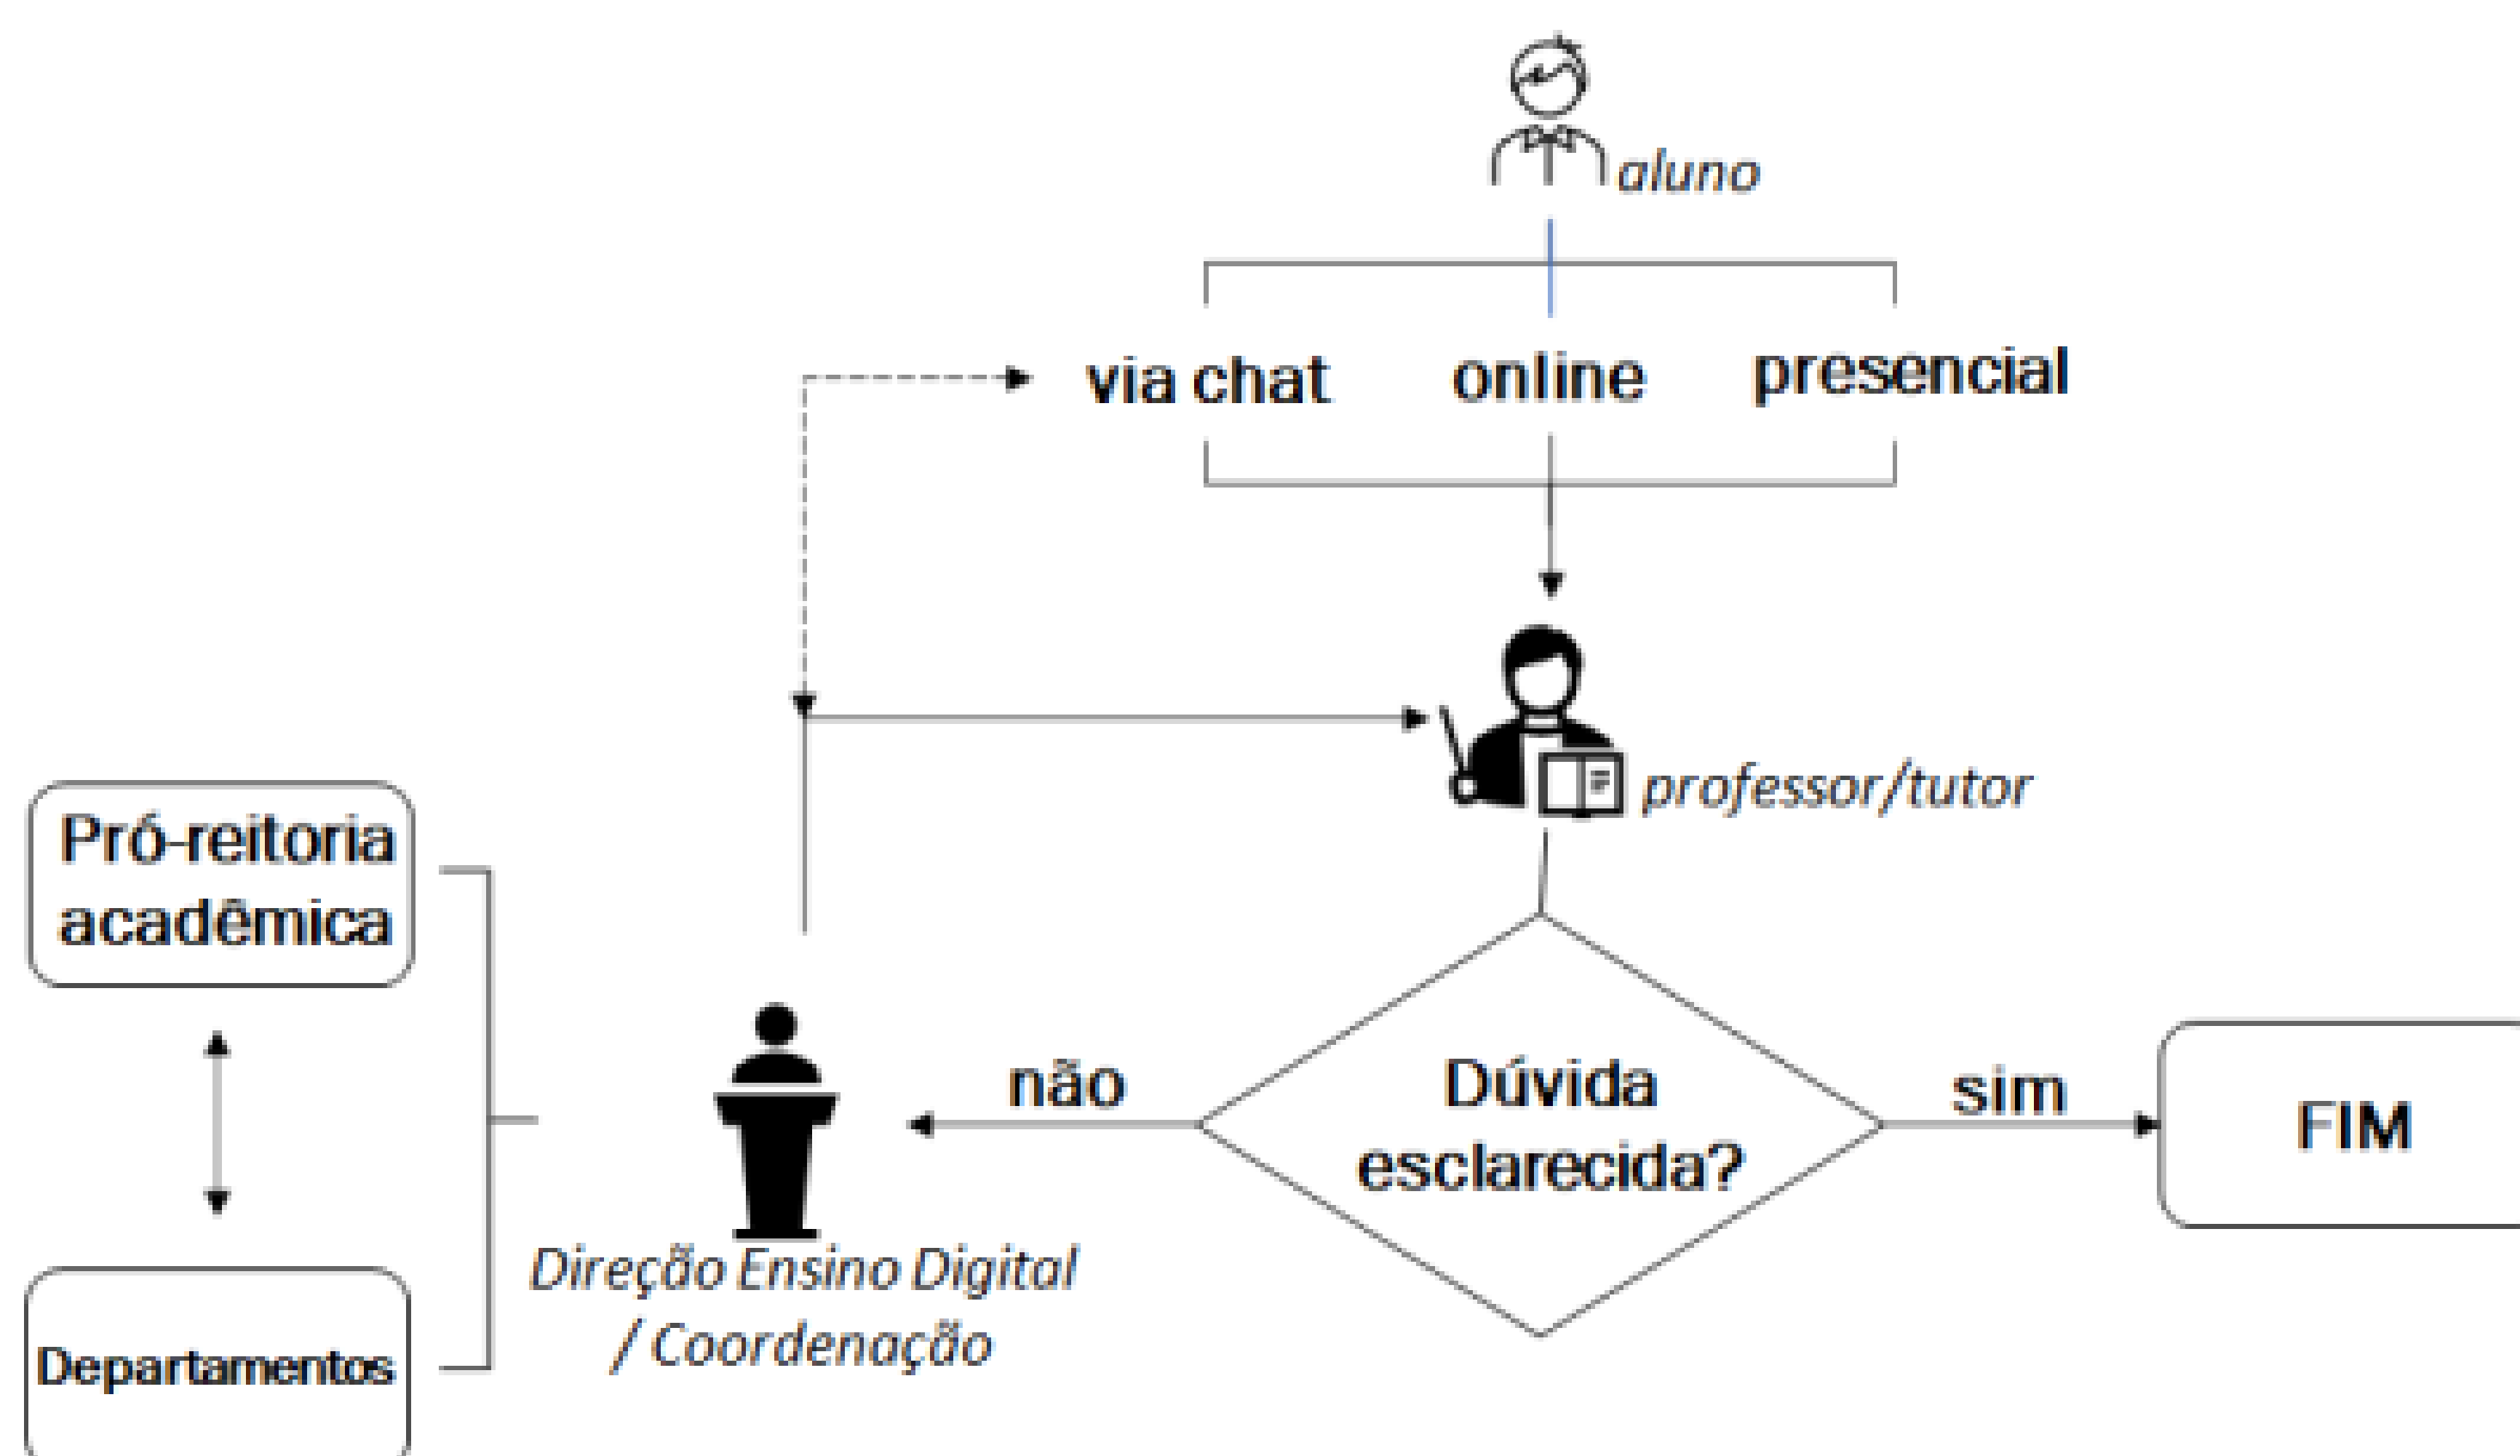 aluno
via chat
online
presencial
professor/tutor
Pró-reitoria
acadêmica
não
Dúvida
esclarecida?
sim
FIM
Direção Ensino Digital
/ Coordenação
Departamentos